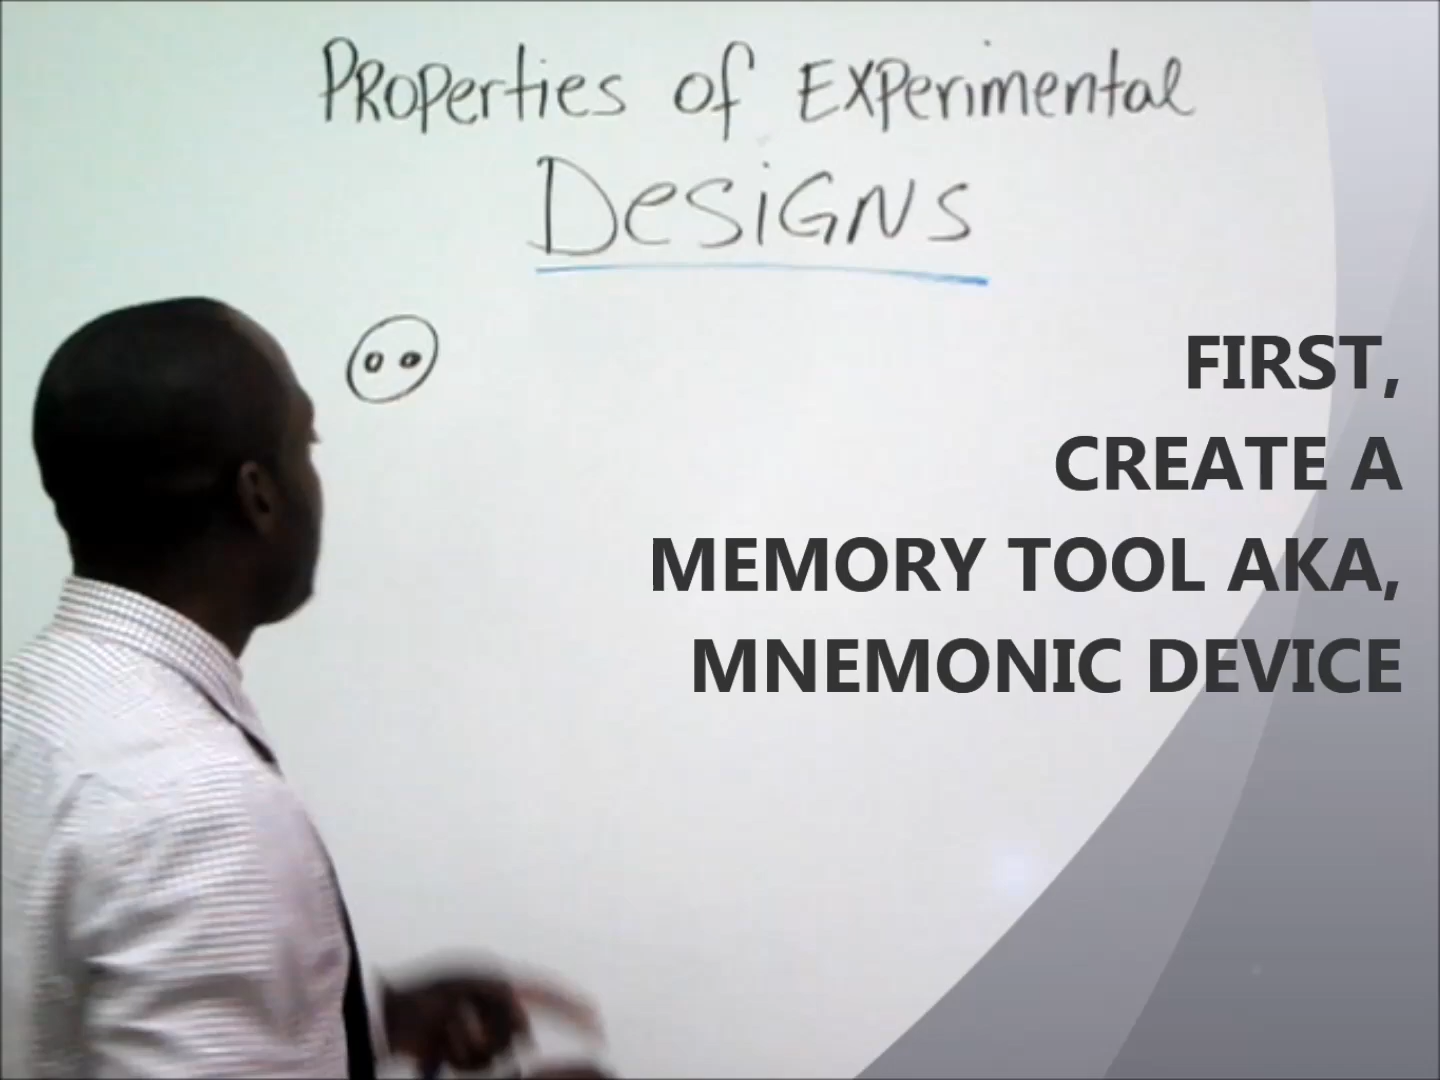 Properties of Experimental
Designs
FIRST,
CREATE A
MEMORY TOOL AKA,
MNEMONIC DEVICE